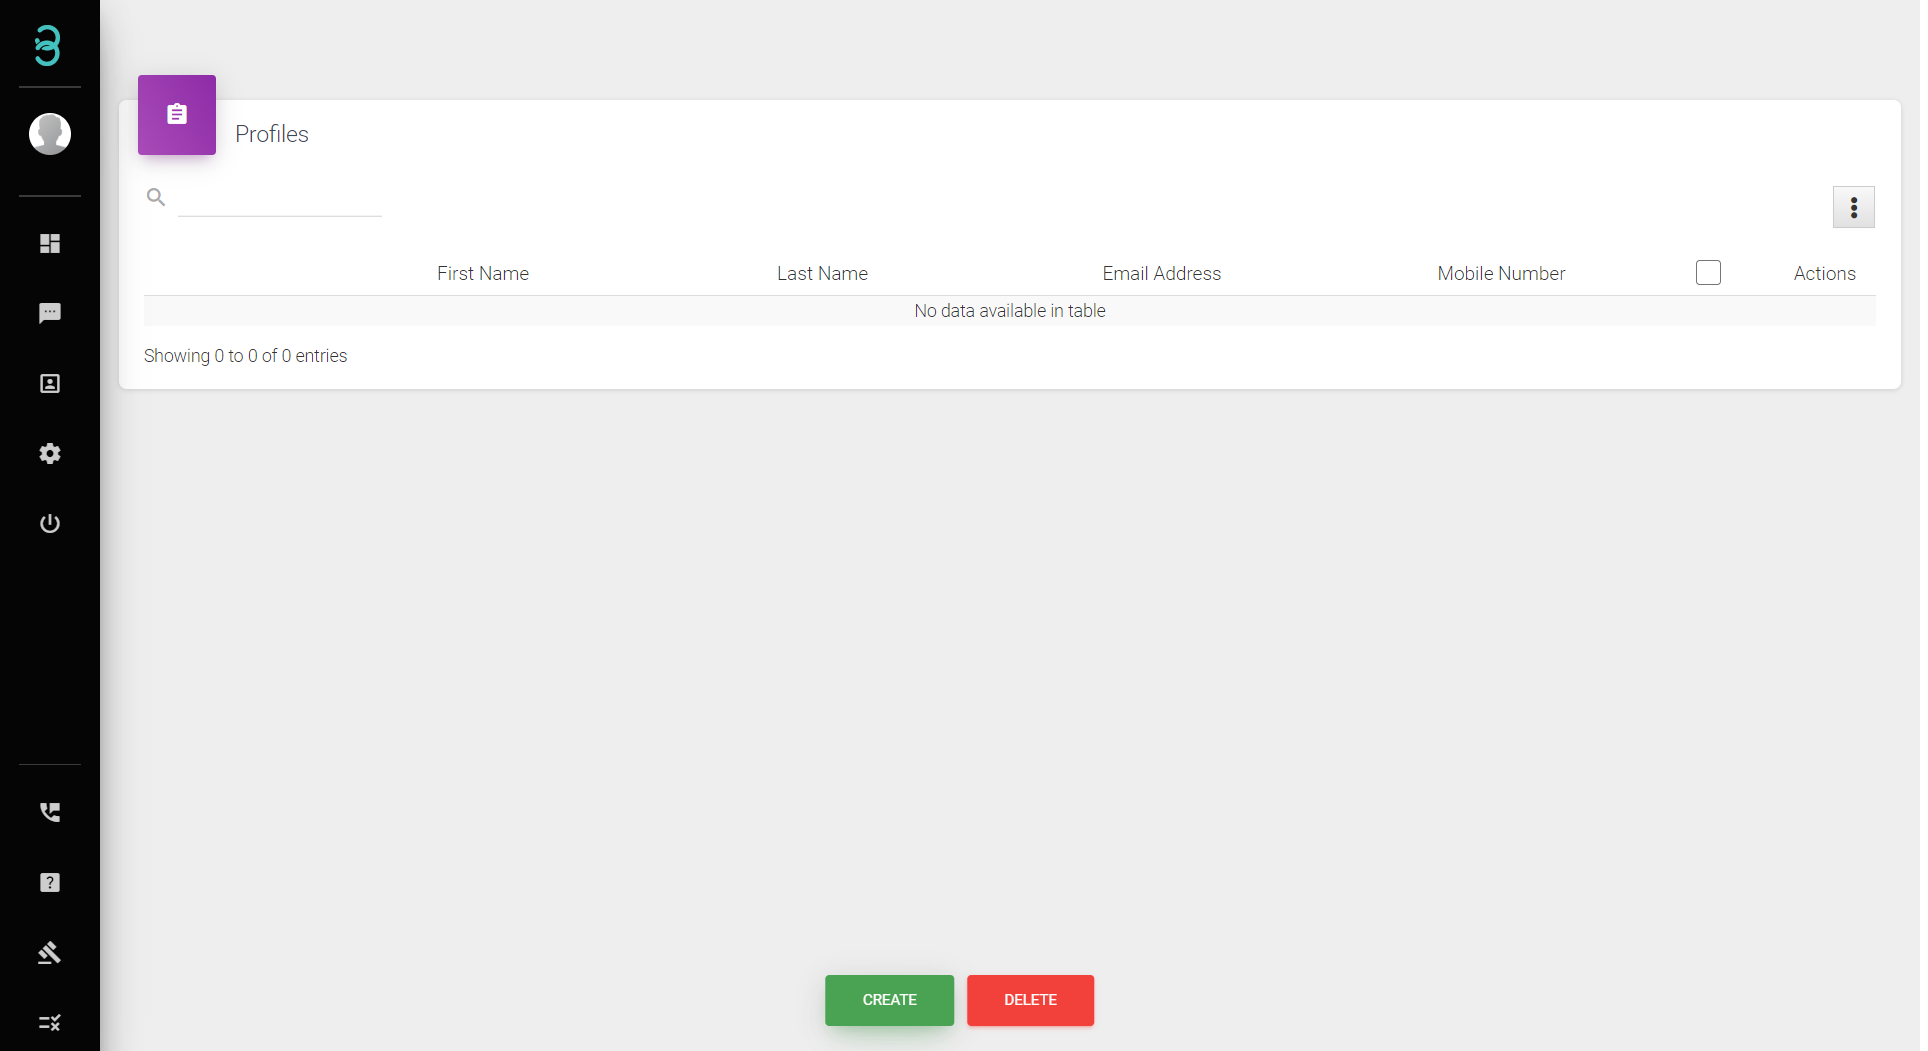 Profiles
First Name Last Name Email Address Mobile Number Actions
No data available in table
Showing 0 to 0 of 0 entries
CREATE DELETE